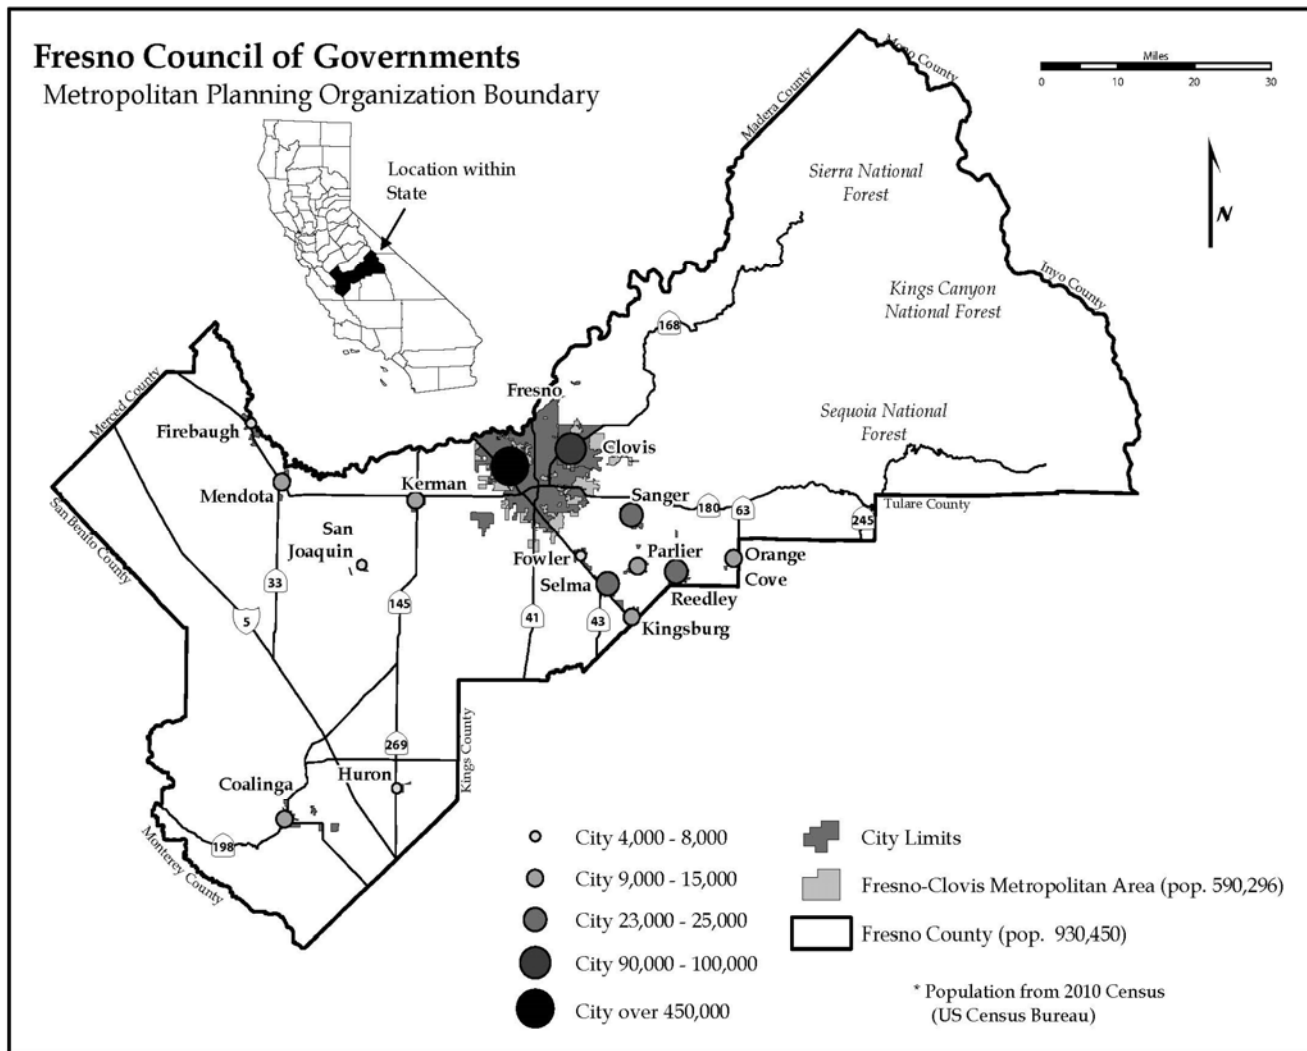 Fresno Council of Governments
Metropolitan Planning Organization Boundary
Miles
0 10 20 30
N
Location within
State
Mono County
Madera County
Sierra National
Forest
Inyo County
Kings Canyon
National Forest
168
Merced County
Fresno
Sequoia National
Forest
Firebaugh
Clovis
Mendota
Kerman
Sanger
180
63
245
Tulare County
San Benito County
San
Joaquin
Fowler
Parlier
Orange
Cove
Selma
Reedley
33
145
5
41
43
Kingsburg
269
Kings County
Coalinga
Huron
198
Monterey County
City 4,000 - 8,000
City 9,000 - 15,000
City 23,000 - 25,000
City 90,000 - 100,000
City over 450,000
City Limits
Fresno-Clovis Metropolitan Area (pop. 590,296)
Fresno County (pop. 930,450)
* Population from 2010 Census
(US Census Bureau)